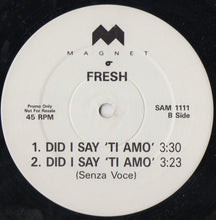 MAGNET
FRESH
Promo Only
Not For Resale
45 RPM
SAM 1111
B Side
1. DID I SAY ‘TI AMO’ 3:30
2. DID I SAY ‘TI AMO’ 3:23
(Senza Voce)